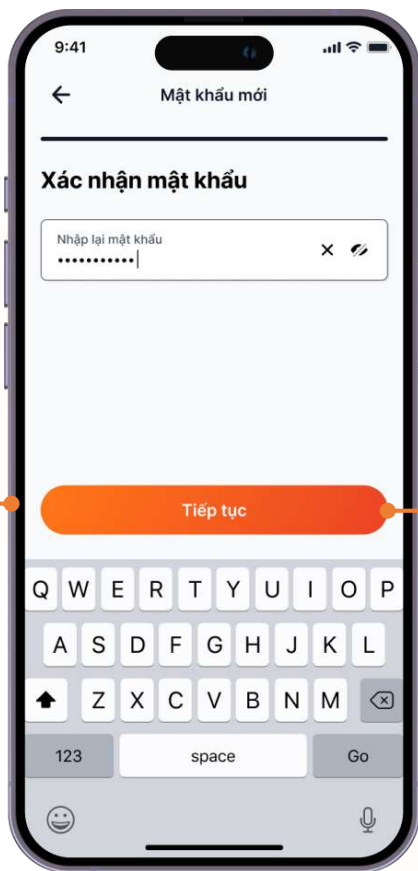 9:41
Mật khẩu mới
Xác nhận mật khẩu
Nhập lại mật khẩu
•••••••••••
Tiếp tục
Q W E R T Y U I O P
A S D F G H J K L
Z X C V B N M
123 space Go